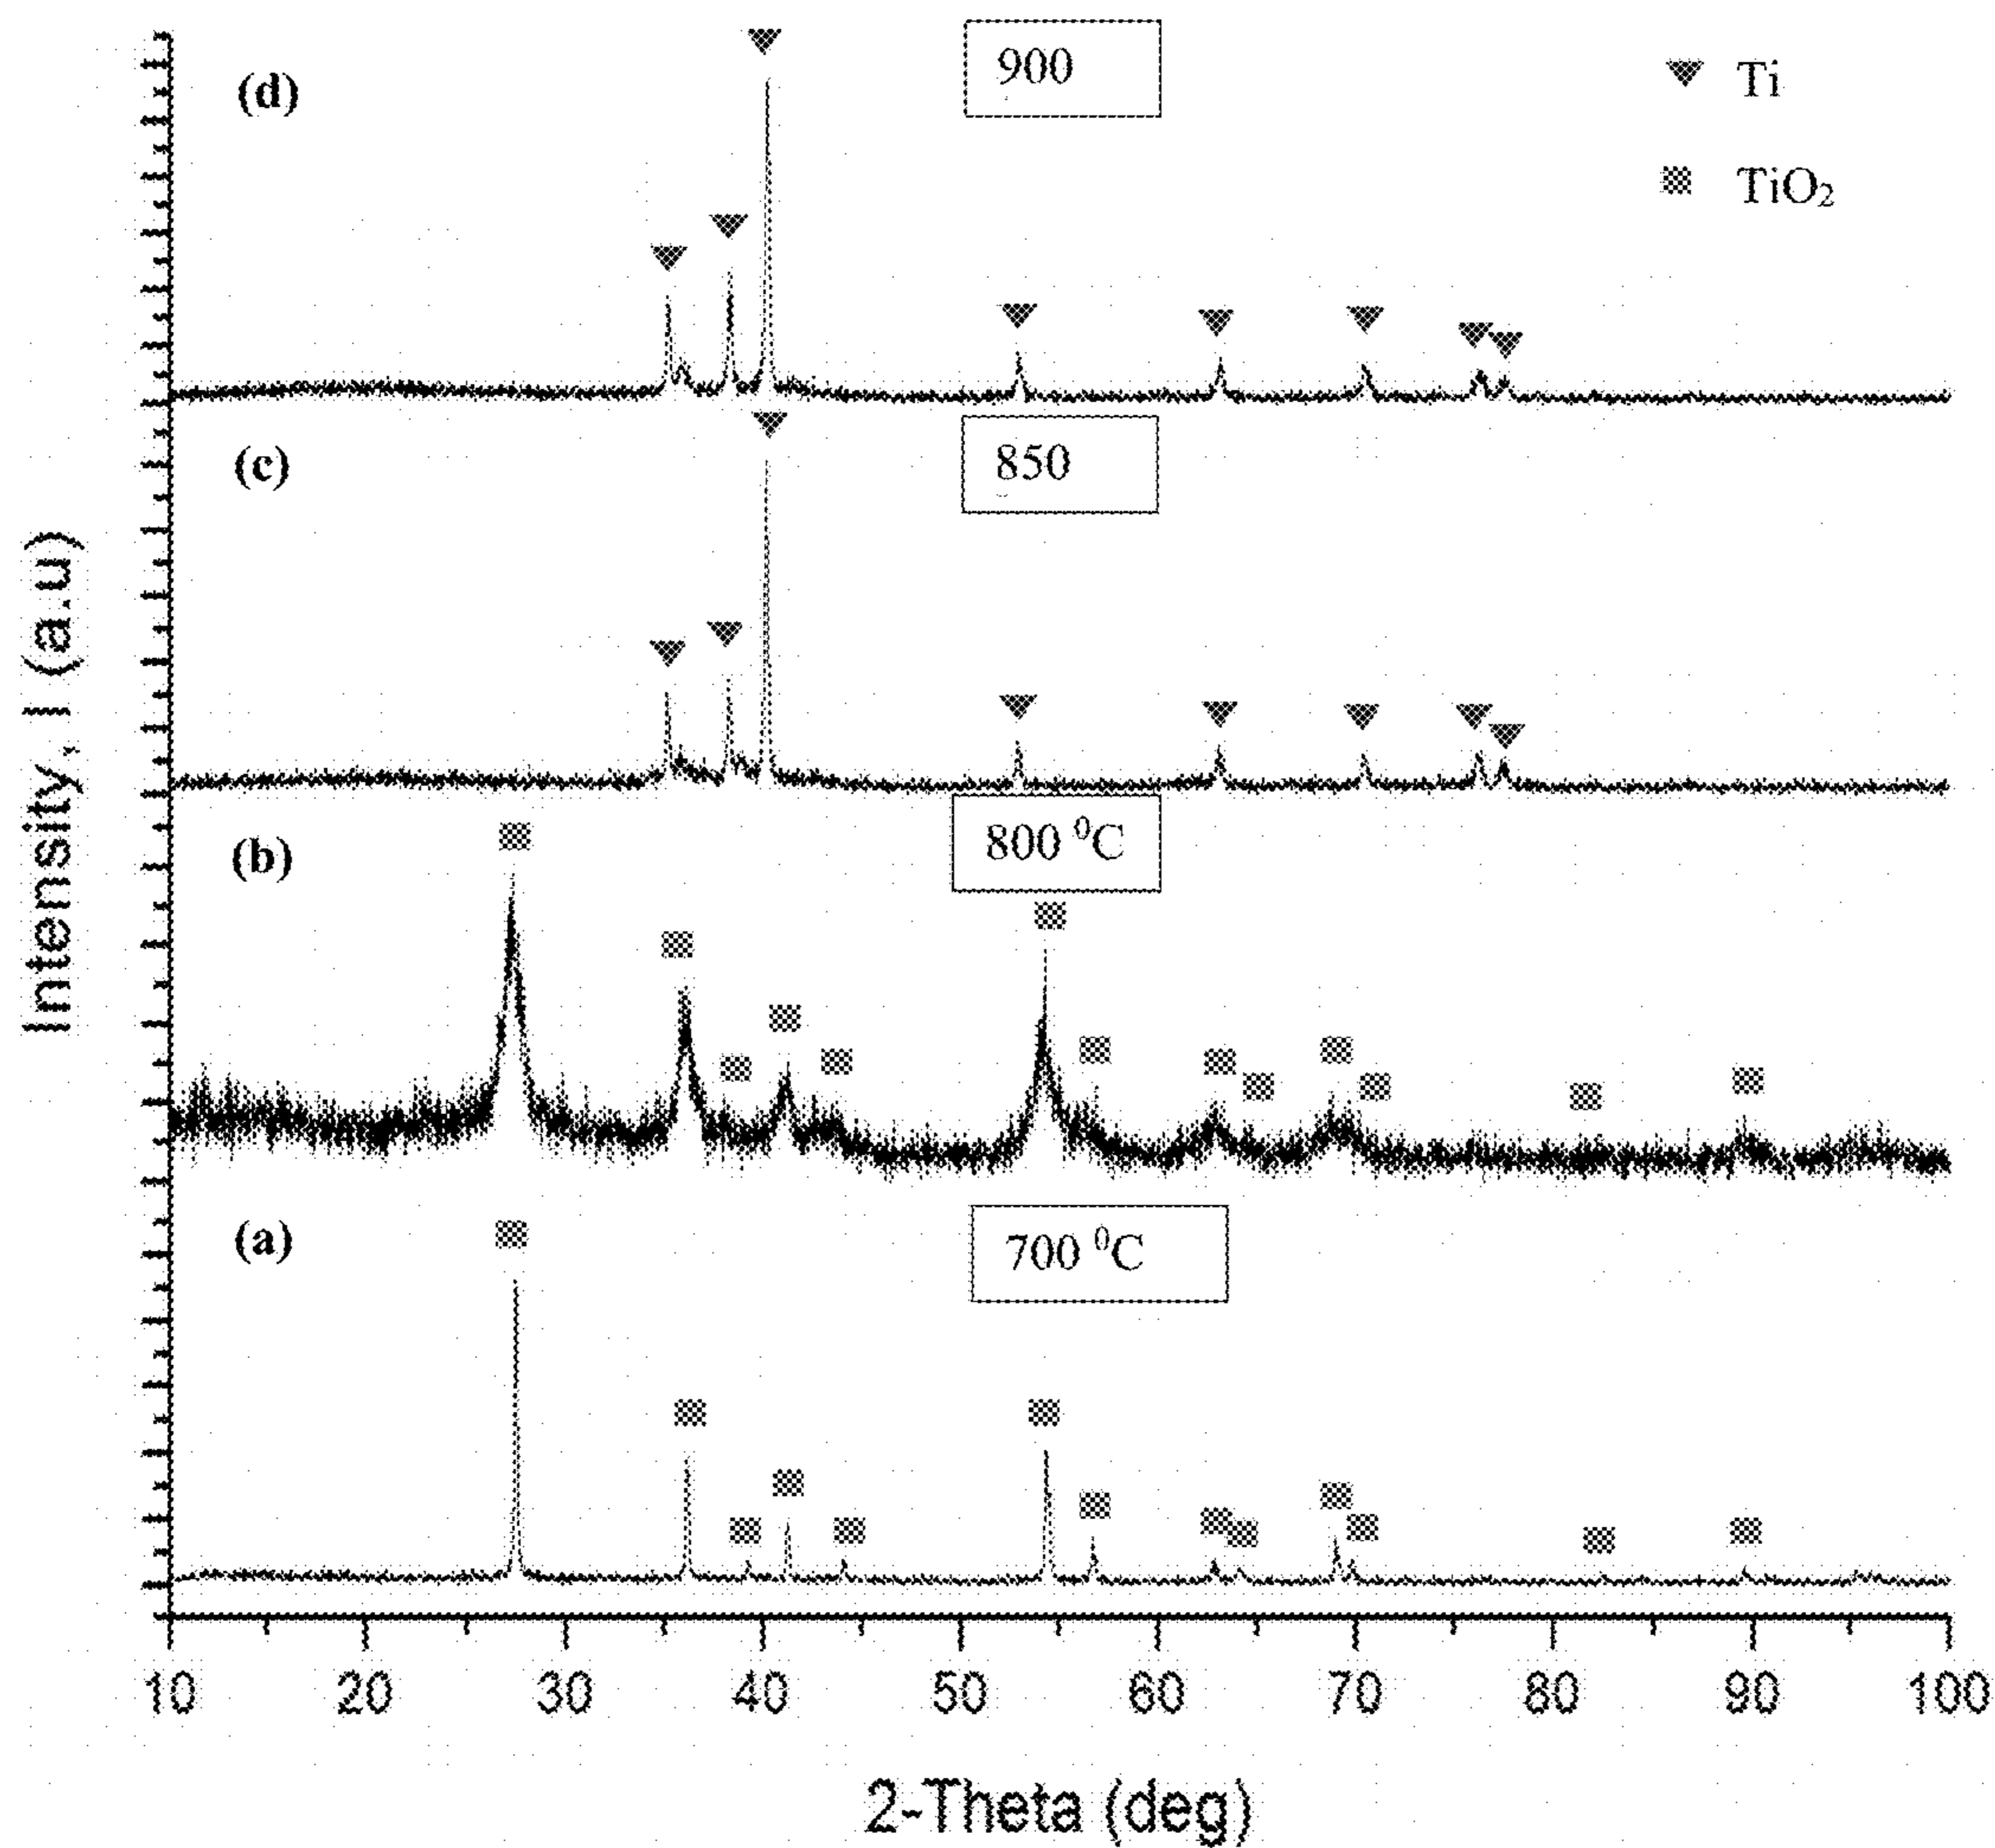 (d)
900
Ti
TiO₂
(c)
850
(b)
800 ⁰C
(a)
700 ⁰C
Intensity, I (a.u)
10 20 30 40 50 60 70 80 90 100
2-Theta (deg)